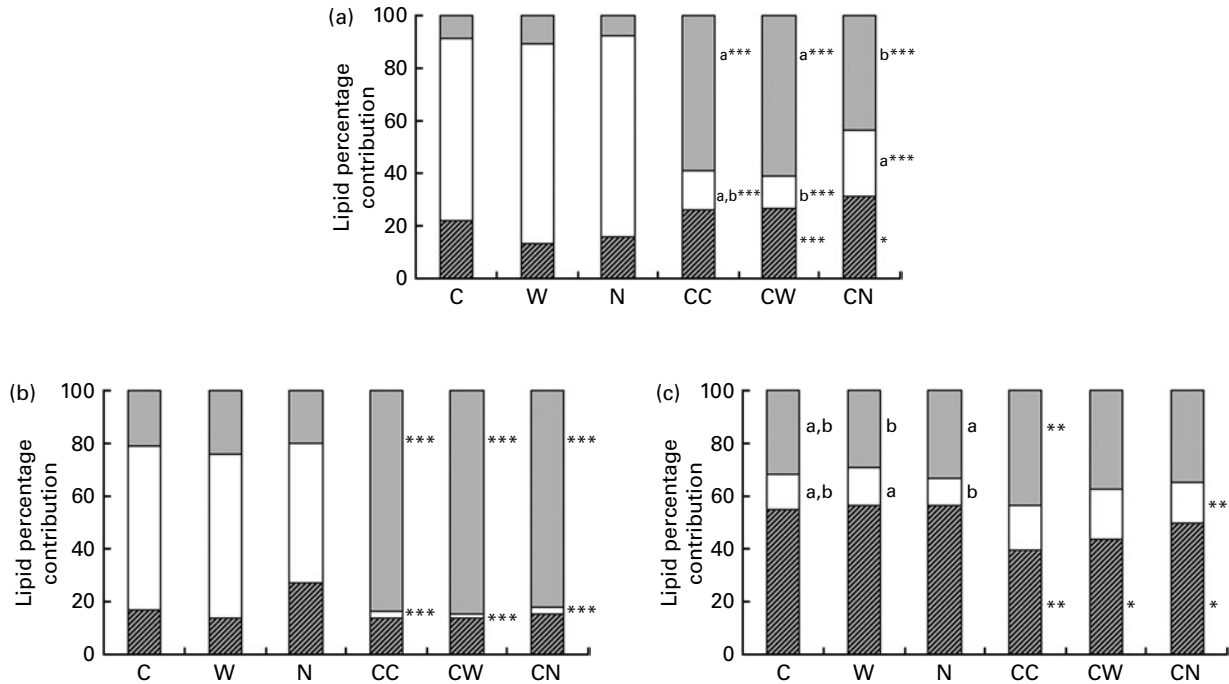 (a)
Lipid percentage
contribution
100
80
60
40
20
0
a***
a***
b***
a***
a,b***
b***
***
*
C W N CC CW CN
(b)
Lipid percentage
contribution
100
80
60
40
20
0
***
***
***
***
***
***
C W N CC CW CN
(c)
Lipid percentage
contribution
100
80
60
40
20
0
a,b
b
a
**
a,b
a
b
**
**
*
*
C W N CC CW CN